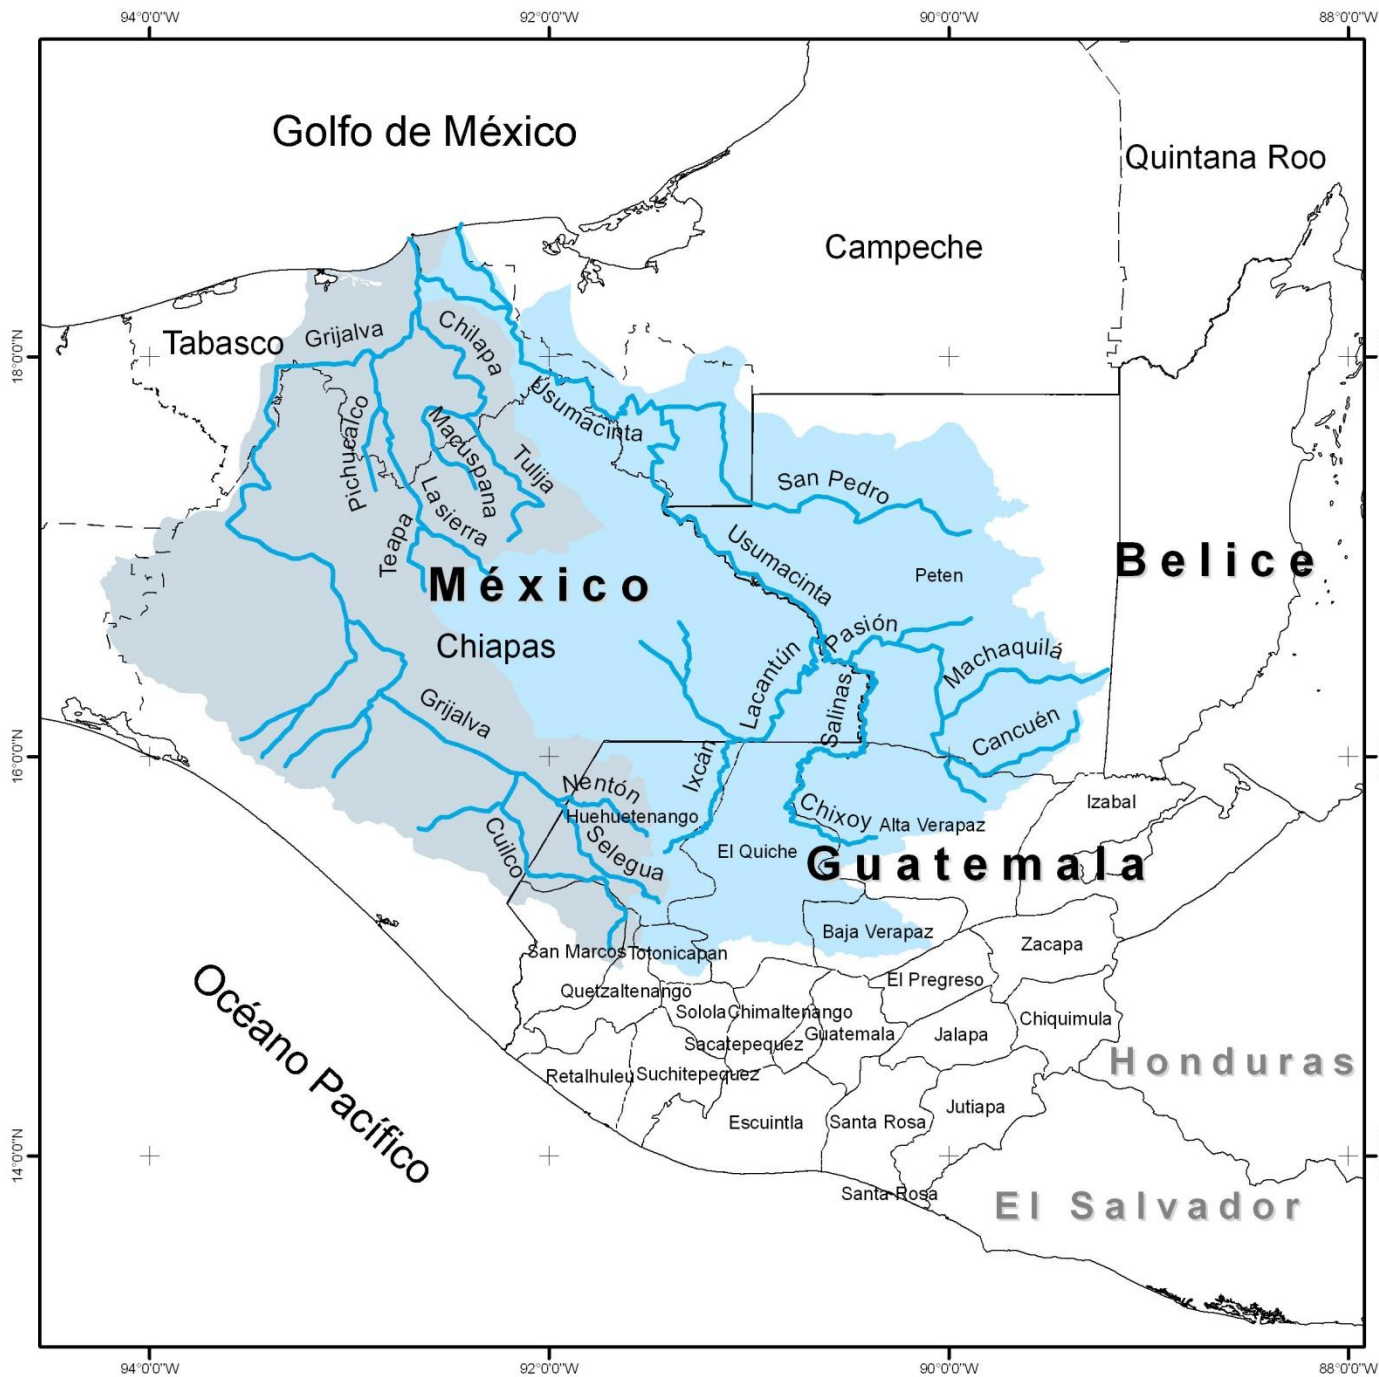 94°0'0"W
92°0'0"W
90°0'0"W
88°0'0"W
Golfo de México
Quintana Roo
Campeche
18°0'0"N
Tabasco
Grijalva
Chilapa
Usumacinta
Pichucalco
Macuspana
Tulija
La sierra
Teapa
San Pedro
Usumacinta
Peten
Belice
México
Chiapas
Pasión
Machaquilá
Lacantún
Salinas
Cancuén
Grijalva
16°0'0"N
Ixcán
Nentón
Huehuetenango
Selegua
Cuilco
Chixoy
Alta Verapaz
Izabal
El Quiche
Guatemala
Baja Verapaz
Zacapa
San Marcos
Totonicapan
Quetzaltenango
El Pregreso
Solola
Chimaltenango
Chiquimula
Guatemala
Jalapa
Sacatepequez
Honduras
Retalhuleu
Suchitepequez
Jutiapa
Escuintla
Santa Rosa
Océano Pacífico
14°0'0"N
Santa Rosa
El Salvador
94°0'0"W
92°0'0"W
90°0'0"W
88°0'0"W